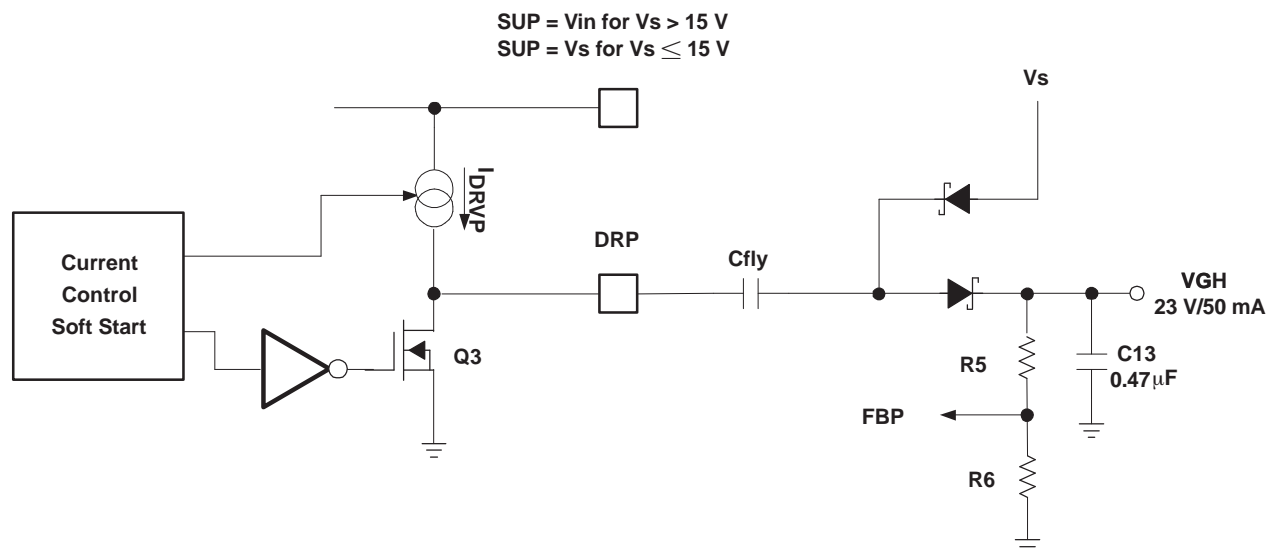 SUP = Vin for Vs > 15 V
SUP = Vs for Vs ≤ 15 V
Vs
IDRVP
DRP
Cfly
Current
Control
Soft Start
Q3
VGH
23 V/50 mA
R5
C13
0.47μF
FBP
R6